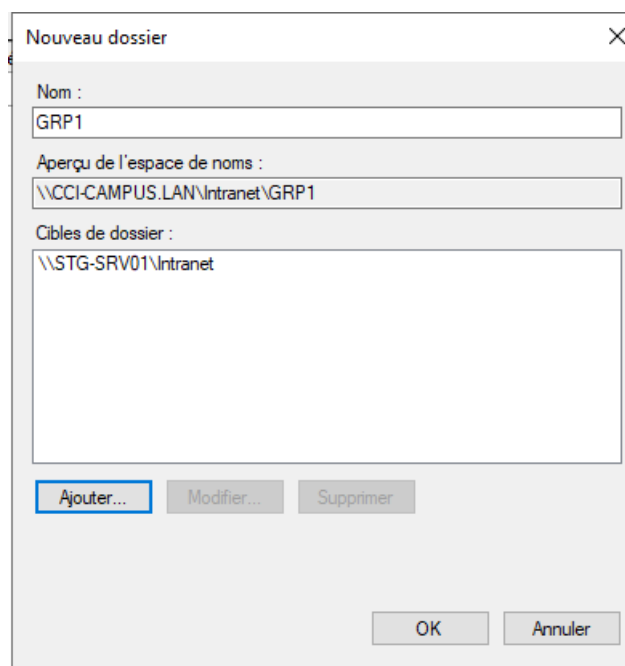 Nouveau dossier
Nom :
GRP1
Aperçu de l'espace de noms :
\\CCI-CAMPUS.LAN\Intranet\GRP1
Cibles de dossier :
\\STG-SRV01\Intranet
Ajouter... Modifier... Supprimer
OK Annuler